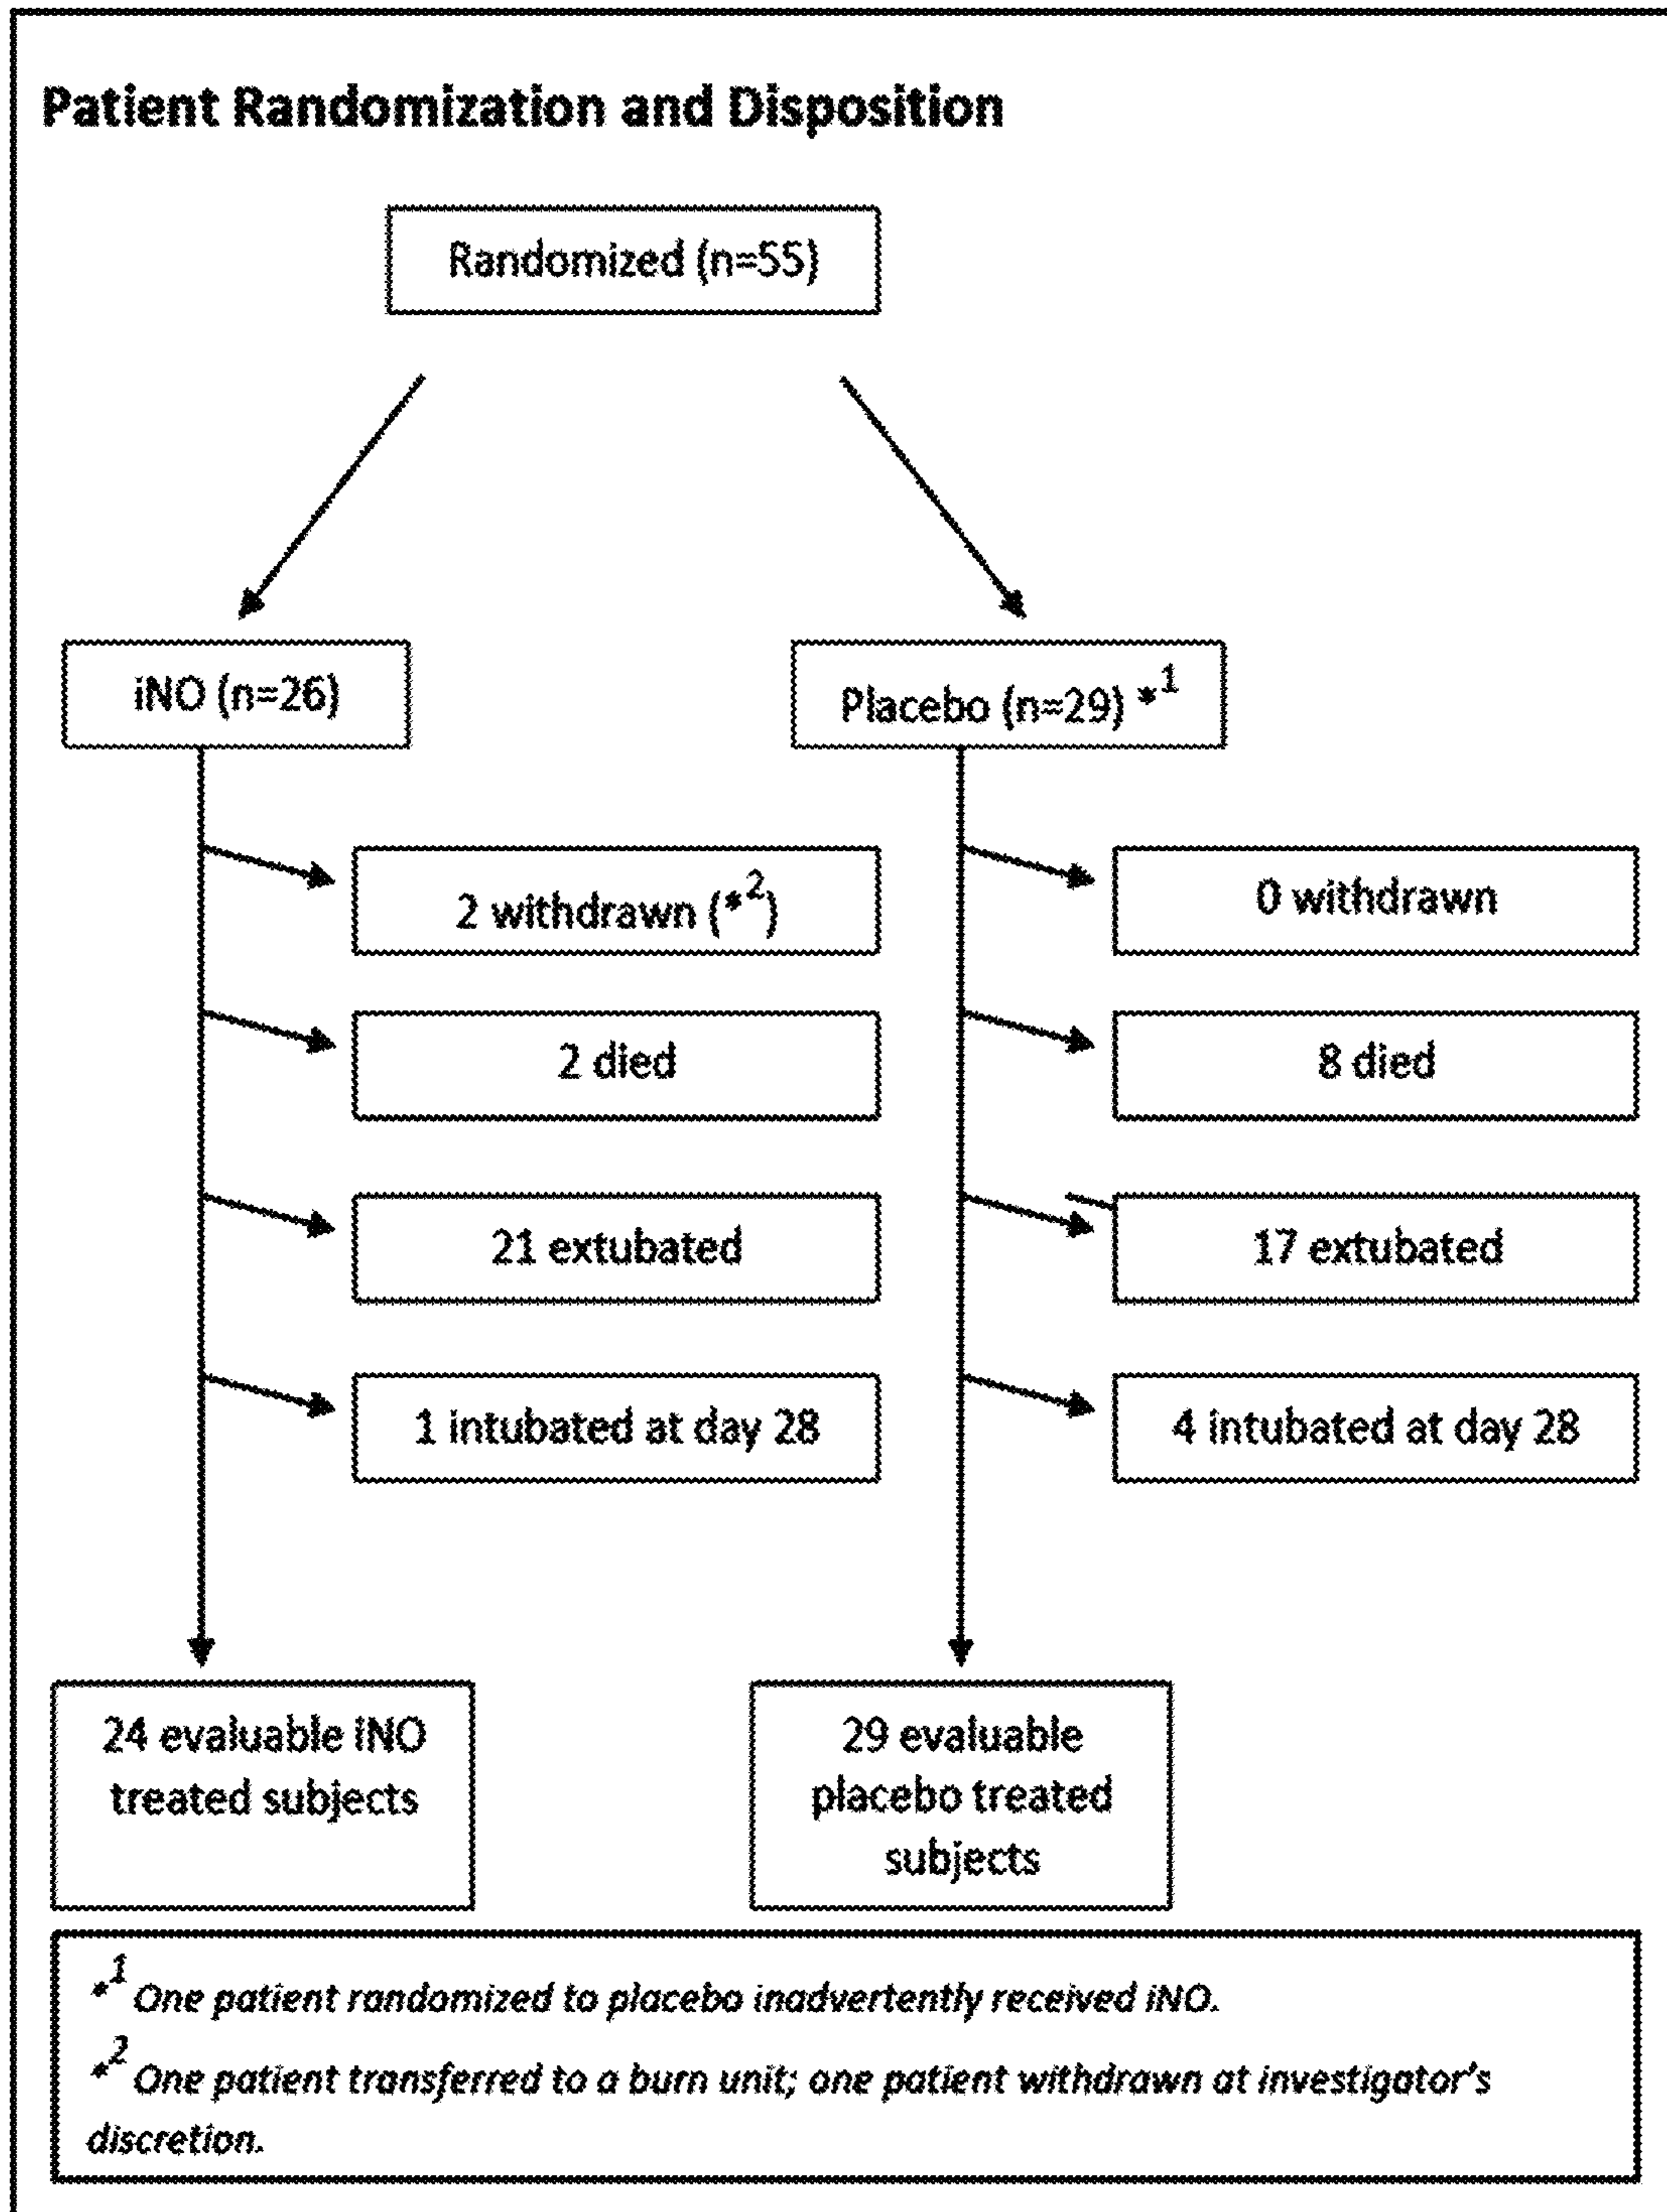 Patient Randomization and Disposition
Randomized (n=55)
iNO (n=26)
Placebo (n=29) *1
2 withdrawn (*2)
0 withdrawn
2 died
8 died
21 extubated
17 extubated
1 intubated at day 28
4 intubated at day 28
24 evaluable iNO
treated subjects
29 evaluable
placebo treated
subjects
*1 One patient randomized to placebo inadvertently received iNO.
*2 One patient transferred to a burn unit; one patient withdrawn at investigator's
discretion.